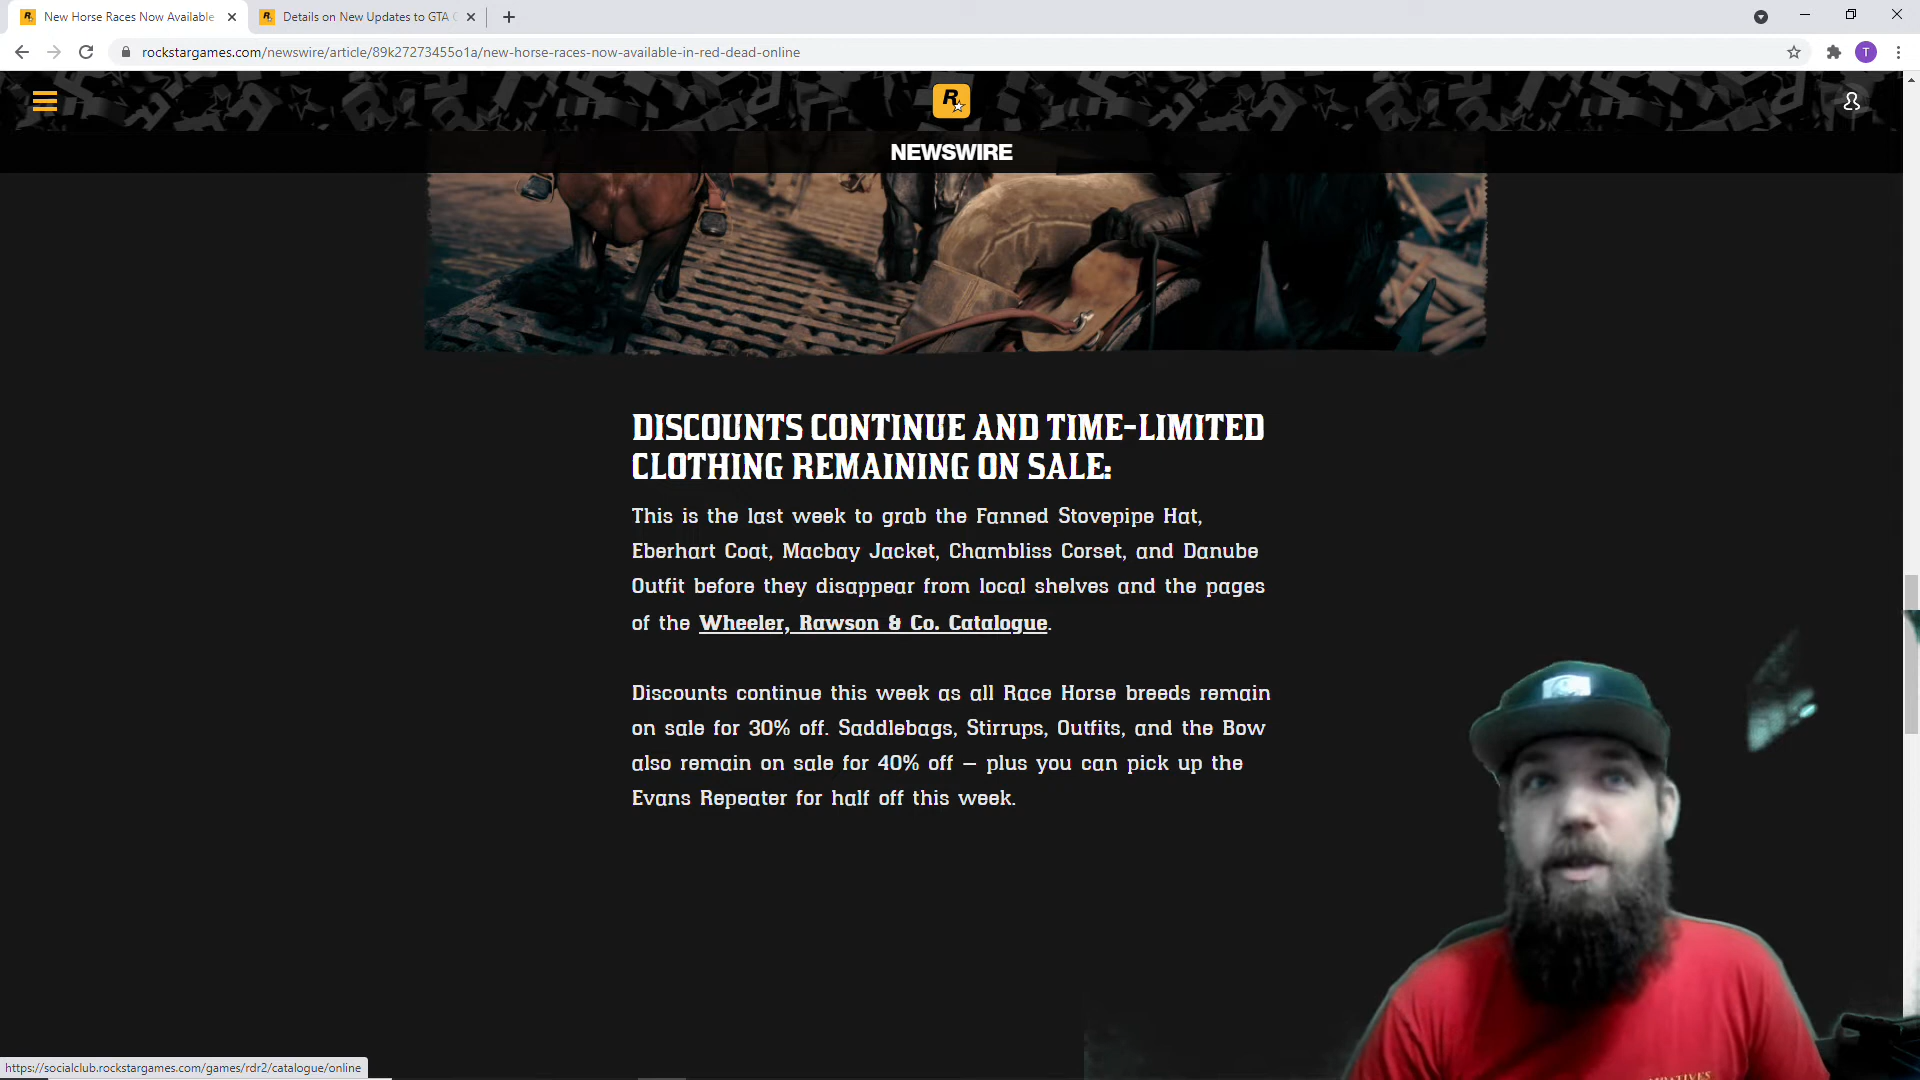 New Horse Races Now Available
Details on New Updates to GTA
rockstargames.com/newswire/article/89k27273455o1a/new-horse-races-now-available-in-red-dead-online
T
R
NEWSWIRE
DISCOUNTS CONTINUE AND TIME-LIMITED
CLOTHING REMAINING ON SALE:
This is the last week to grab the Fanned Stovepipe Hat,
Eberhart Coat, Macbay Jacket, Chambliss Corset, and Danube
Outfit before they disappear from local shelves and the pages
of the Wheeler, Rawson & Co. Catalogue.
Discounts continue this week as all Race Horse breeds remain
on sale for 30% off. Saddlebags, Stirrups, Outfits, and the Bow
also remain on sale for 40% off – plus you can pick up the
Evans Repeater for half off this week.
https://socialclub.rockstargames.com/games/rdr2/catalogue/online